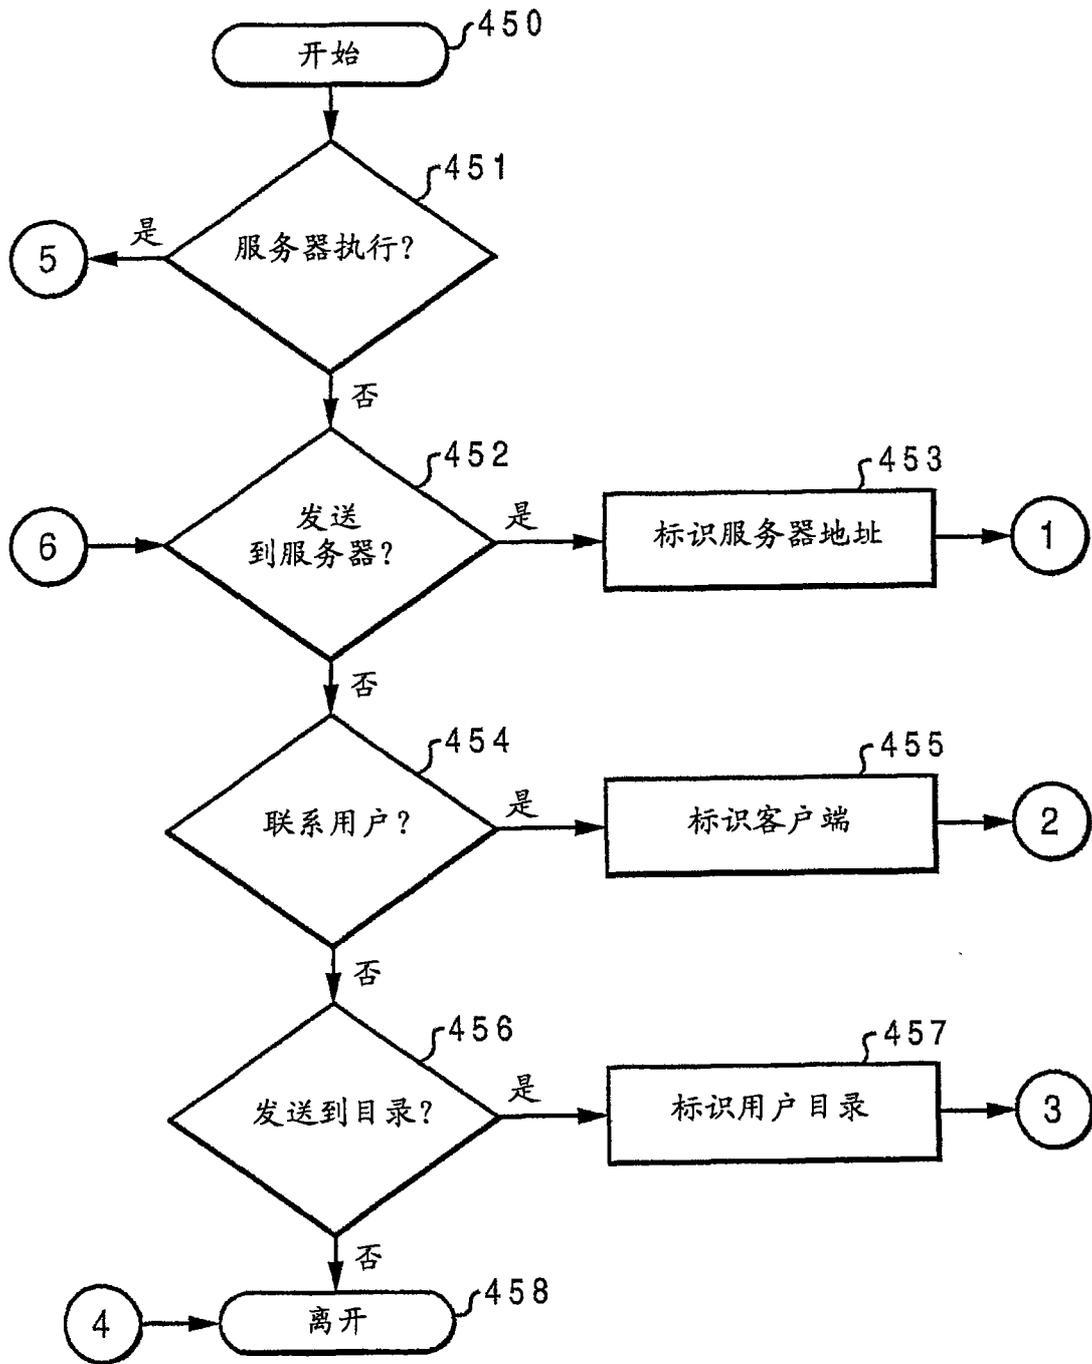 开始
450
451
服务器执行?
是
5
否
452
发送
到服务器?
6
是
453
标识服务器地址
1
否
454
联系用户?
是
455
标识客户端
2
否
456
发送到目录?
是
457
标识用户目录
3
否
458
离开
4